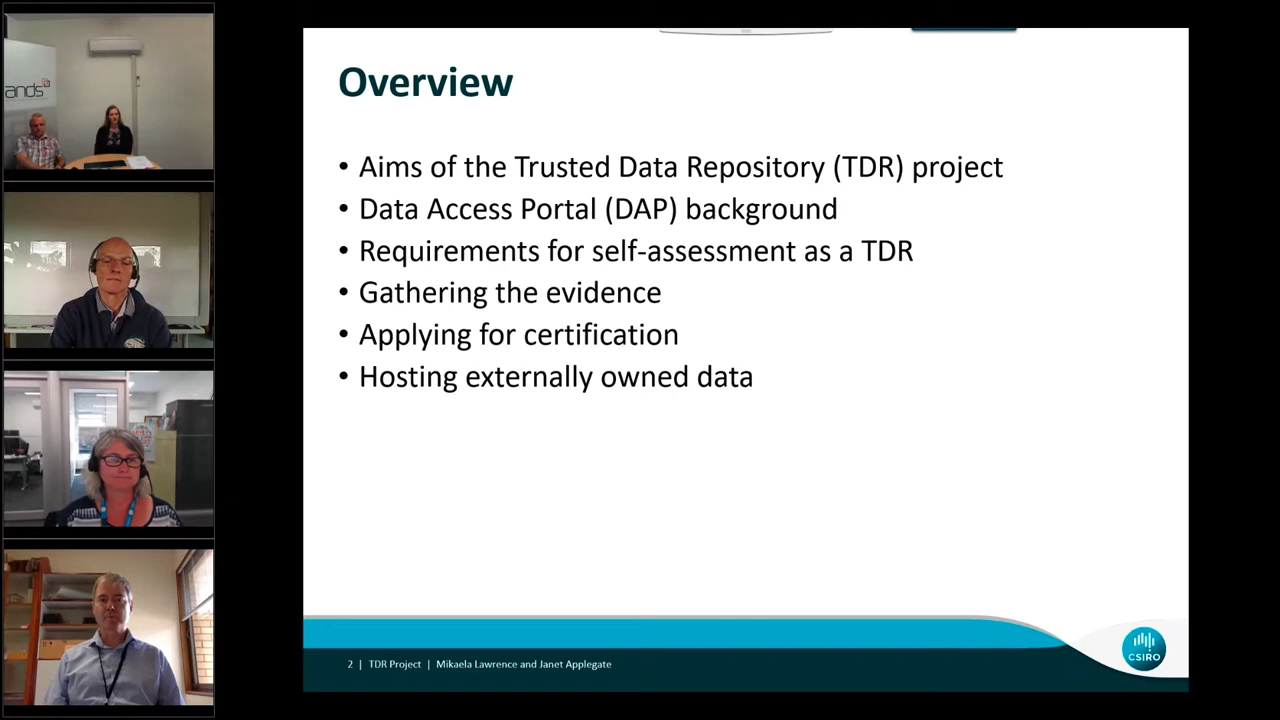 ands
Overview
• Aims of the Trusted Data Repository (TDR) project
• Data Access Portal (DAP) background
• Requirements for self-assessment as a TDR
• Gathering the evidence
• Applying for certification
• Hosting externally owned data
2 | TDR Project | Mikaela Lawrence and Janet Applegate
CSIRO